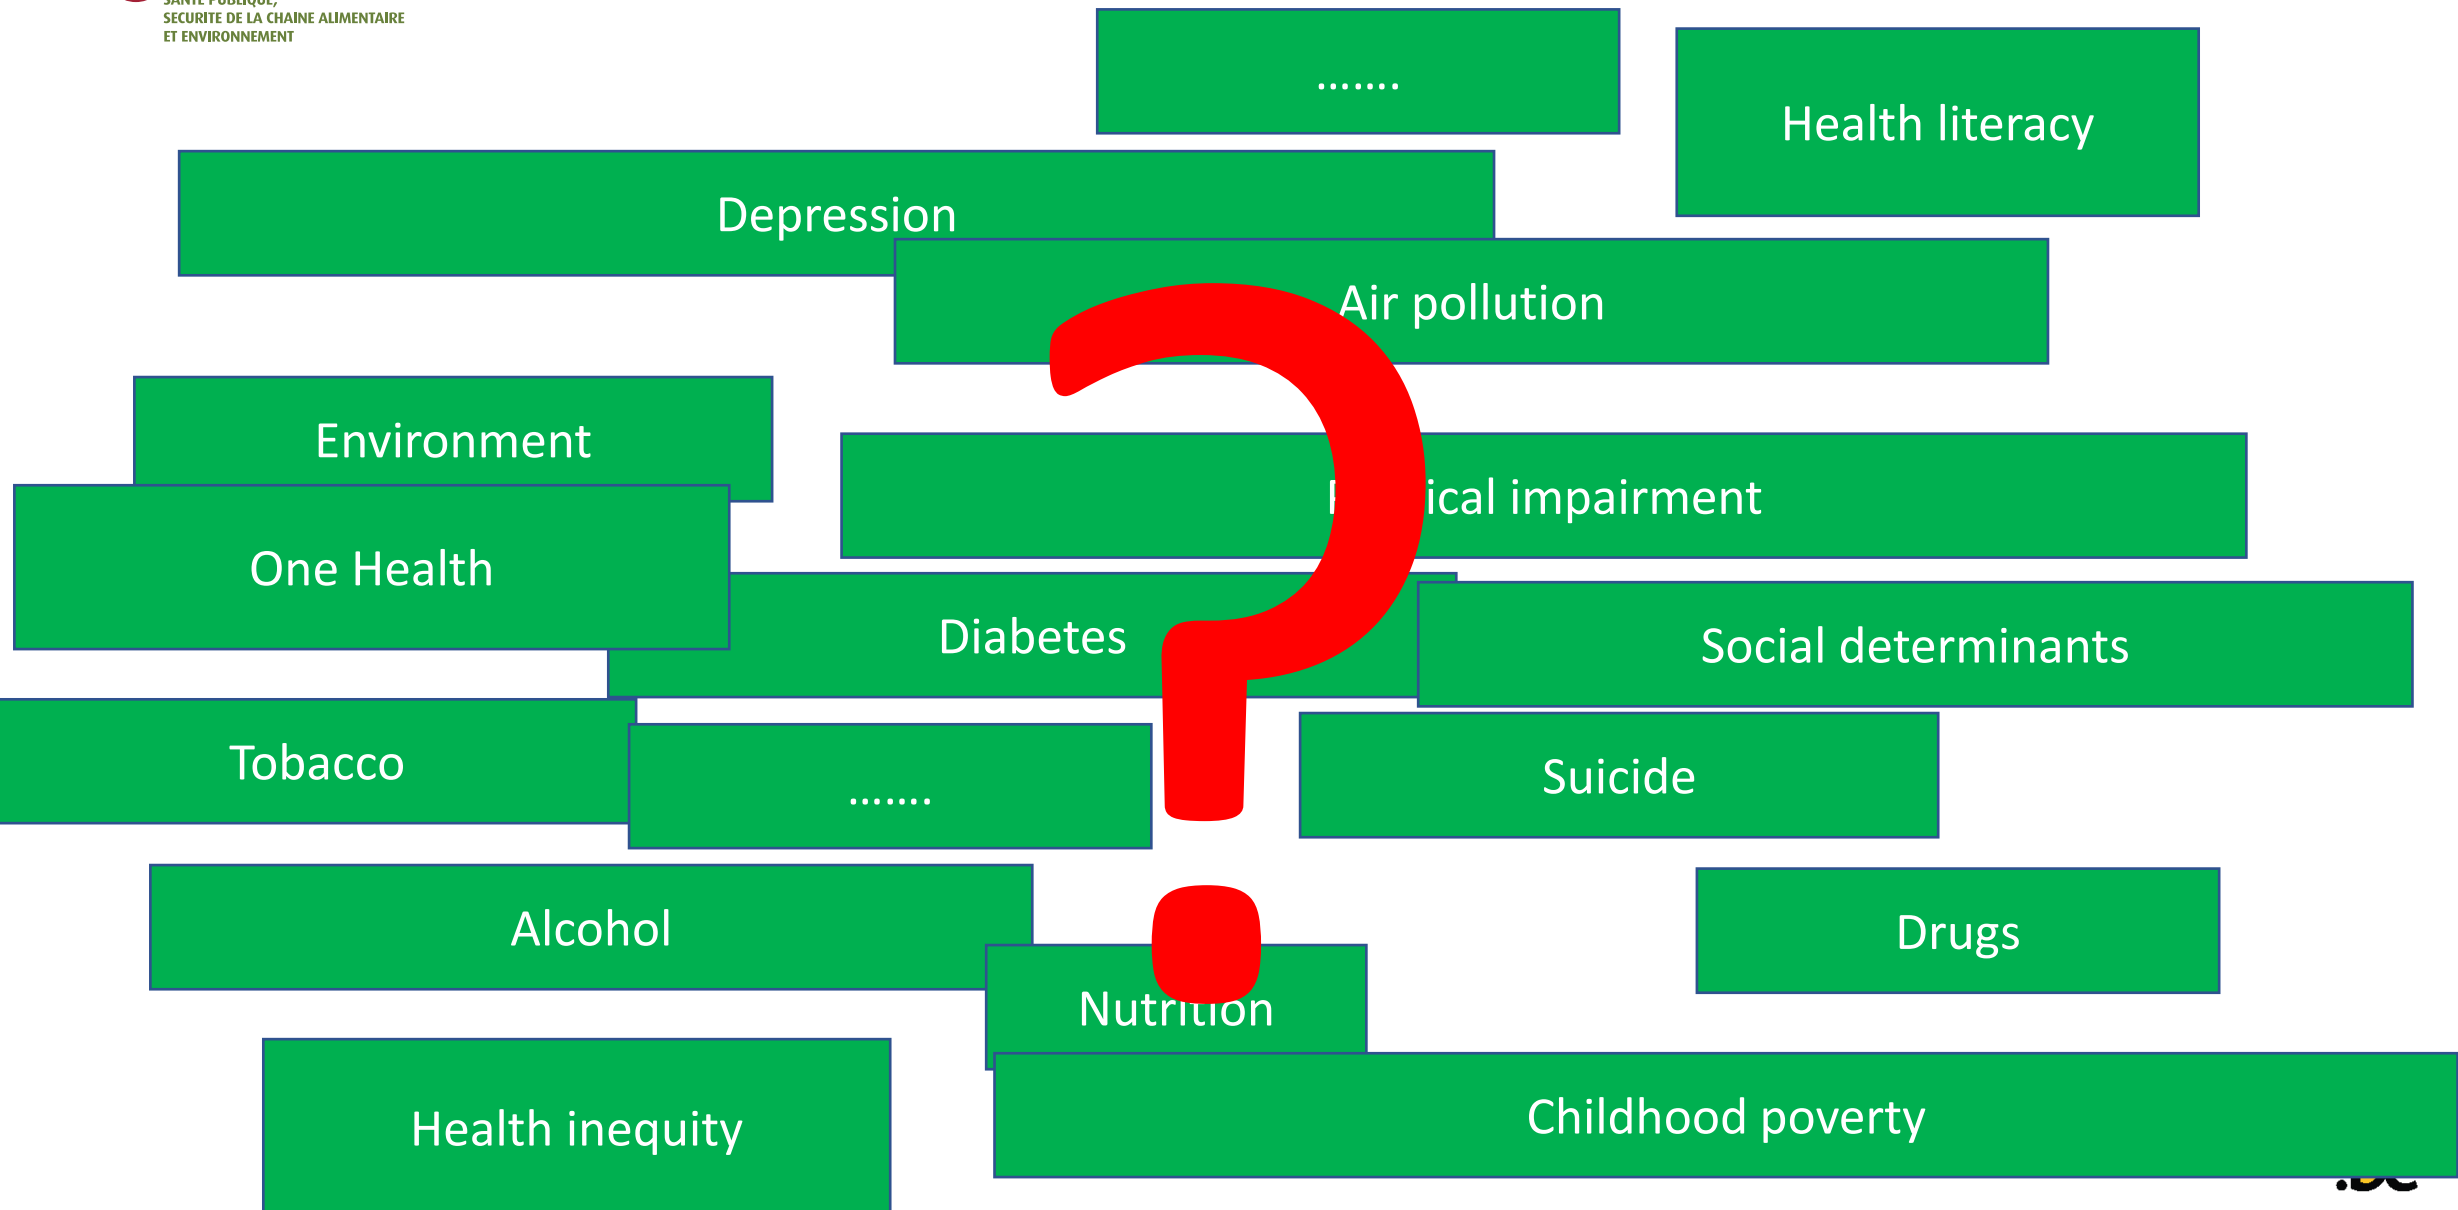 SECURITE DE LA CHAINE ALIMENTAIRE
ET ENVIRONNEMENT
.......
Health literacy
Depression
Air pollution
Environment
impairment
One Health
Diabetes
Social determinants
Tobacco
.......
Suicide
Alcohol
Drugs
Nutrition
Health inequity
Childhood poverty